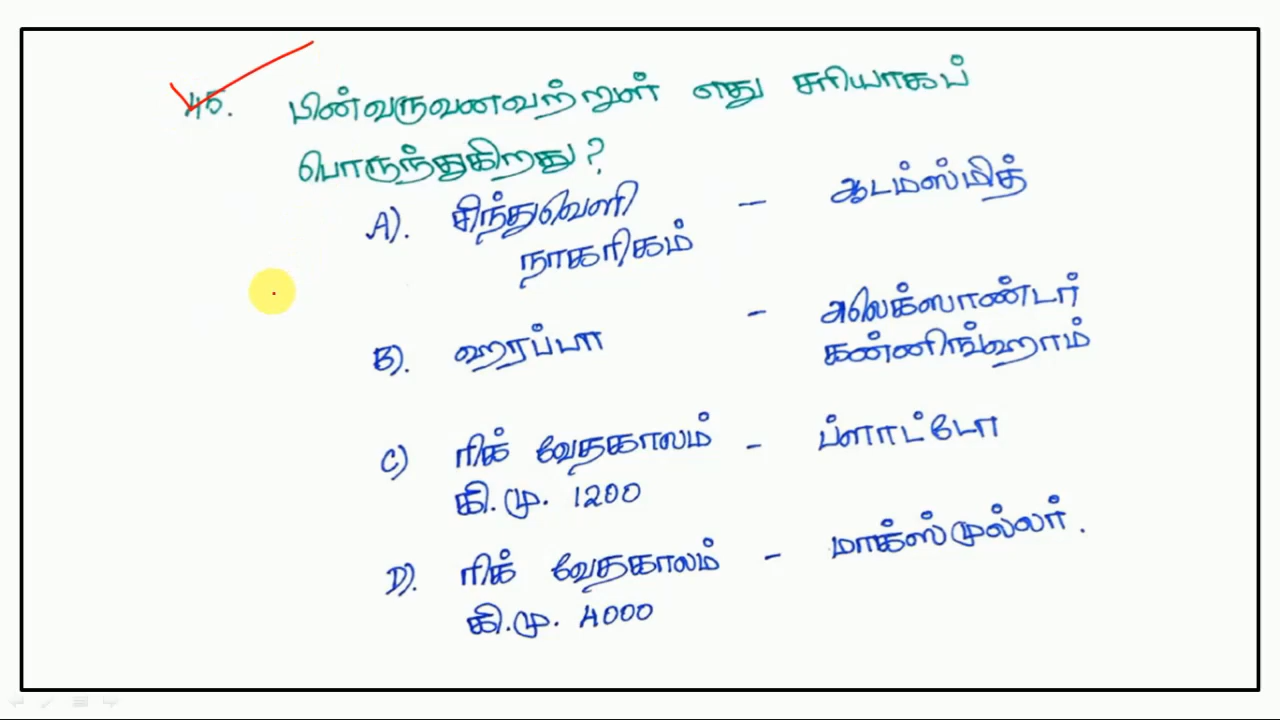 45. பின்வருவனவற்றுள் எது சரியாகப்
பொருந்துகிறது?
A). சிந்துவெளி - ஆடம்ஸ்மித்
நாகரிகம்
B). ஹரப்பா - அலெக்ஸாண்டர்
கன்னிங்ஹாம்
C) ரிக் வேதகாலம் - ப்ளாட்டோ
கி.மு. 1200
D). ரிக் வேதகாலம் - மாக்ஸ்முல்லர்.
கி.மு. 4000